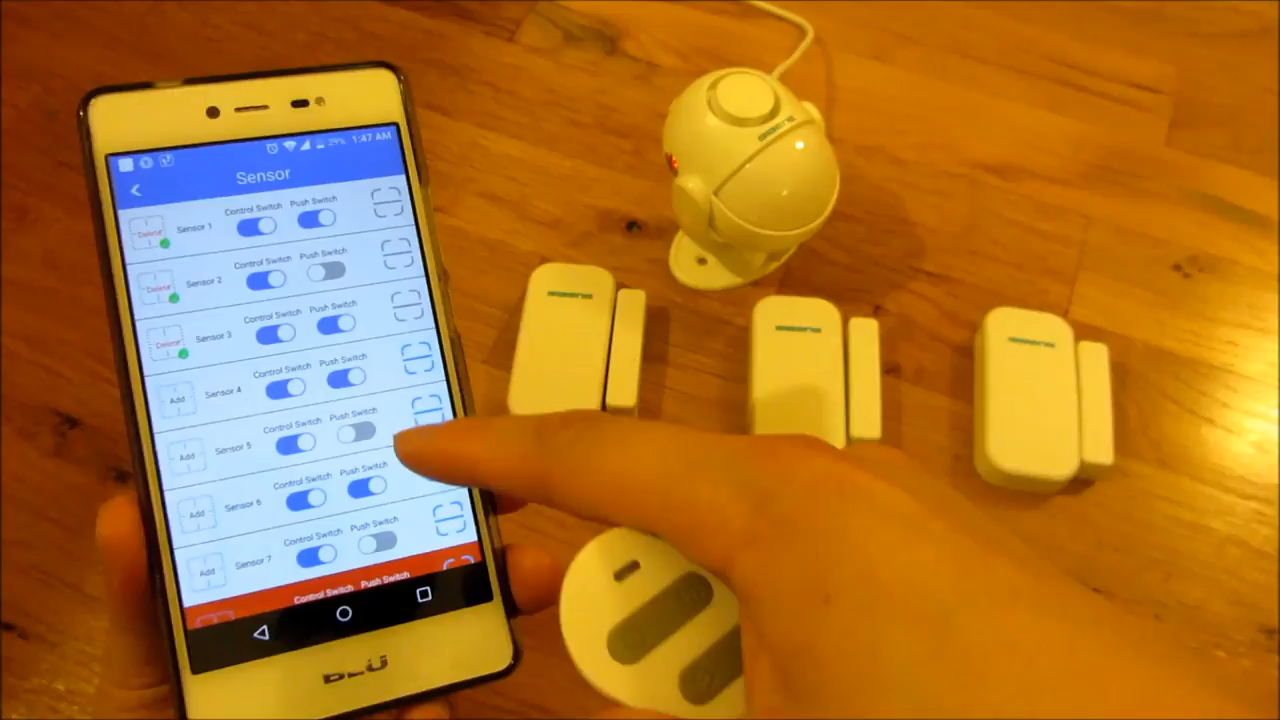 29% 1:47 AM
Sensor
Delete Sensor 1 Control Switch Push Switch
Delete Sensor 2 Control Switch Push Switch
Delete Sensor 3 Control Switch Push Switch
Add Sensor 4 Control Switch Push Switch
Add Sensor 5 Control Switch Push Switch
Add Sensor 6 Control Switch Push Switch
Add Sensor 7 Control Switch Push Switch
Control Switch Push Switch
BLU